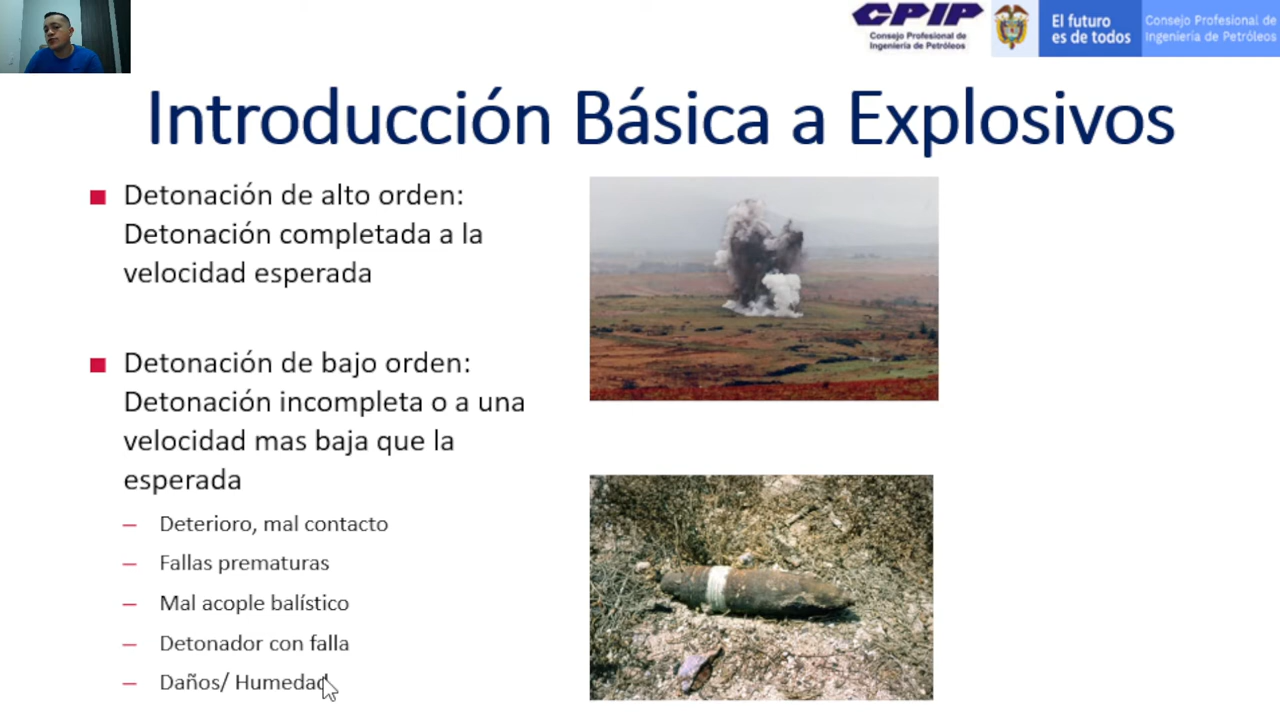 CPIP
Consejo Profesional de
Ingeniería de Petróleos
El futuro
es de todos
Consejo Profesional de
Ingeniería de Petróleos
Introducción Básica a Explosivos
■ Detonación de alto orden:
Detonación completada a la
velocidad esperada
■ Detonación de bajo orden:
Detonación incompleta o a una
velocidad mas baja que la
esperada
– Deterioro, mal contacto
– Fallas prematuras
– Mal acople balístico
– Detonador con falla
– Daños/ Humedad